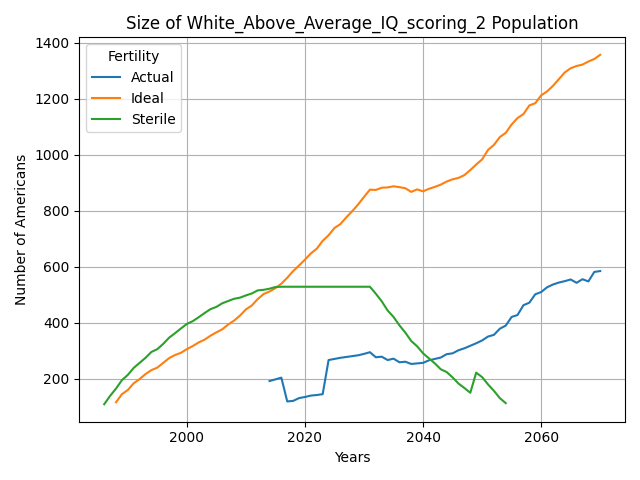 Size of White_Above_Average_IQ_scoring_2 Population
Fertility
Actual
Ideal
Sterile
Number of Americans
1400
1200
1000
800
600
400
200
2000
2020
2040
2060
Years